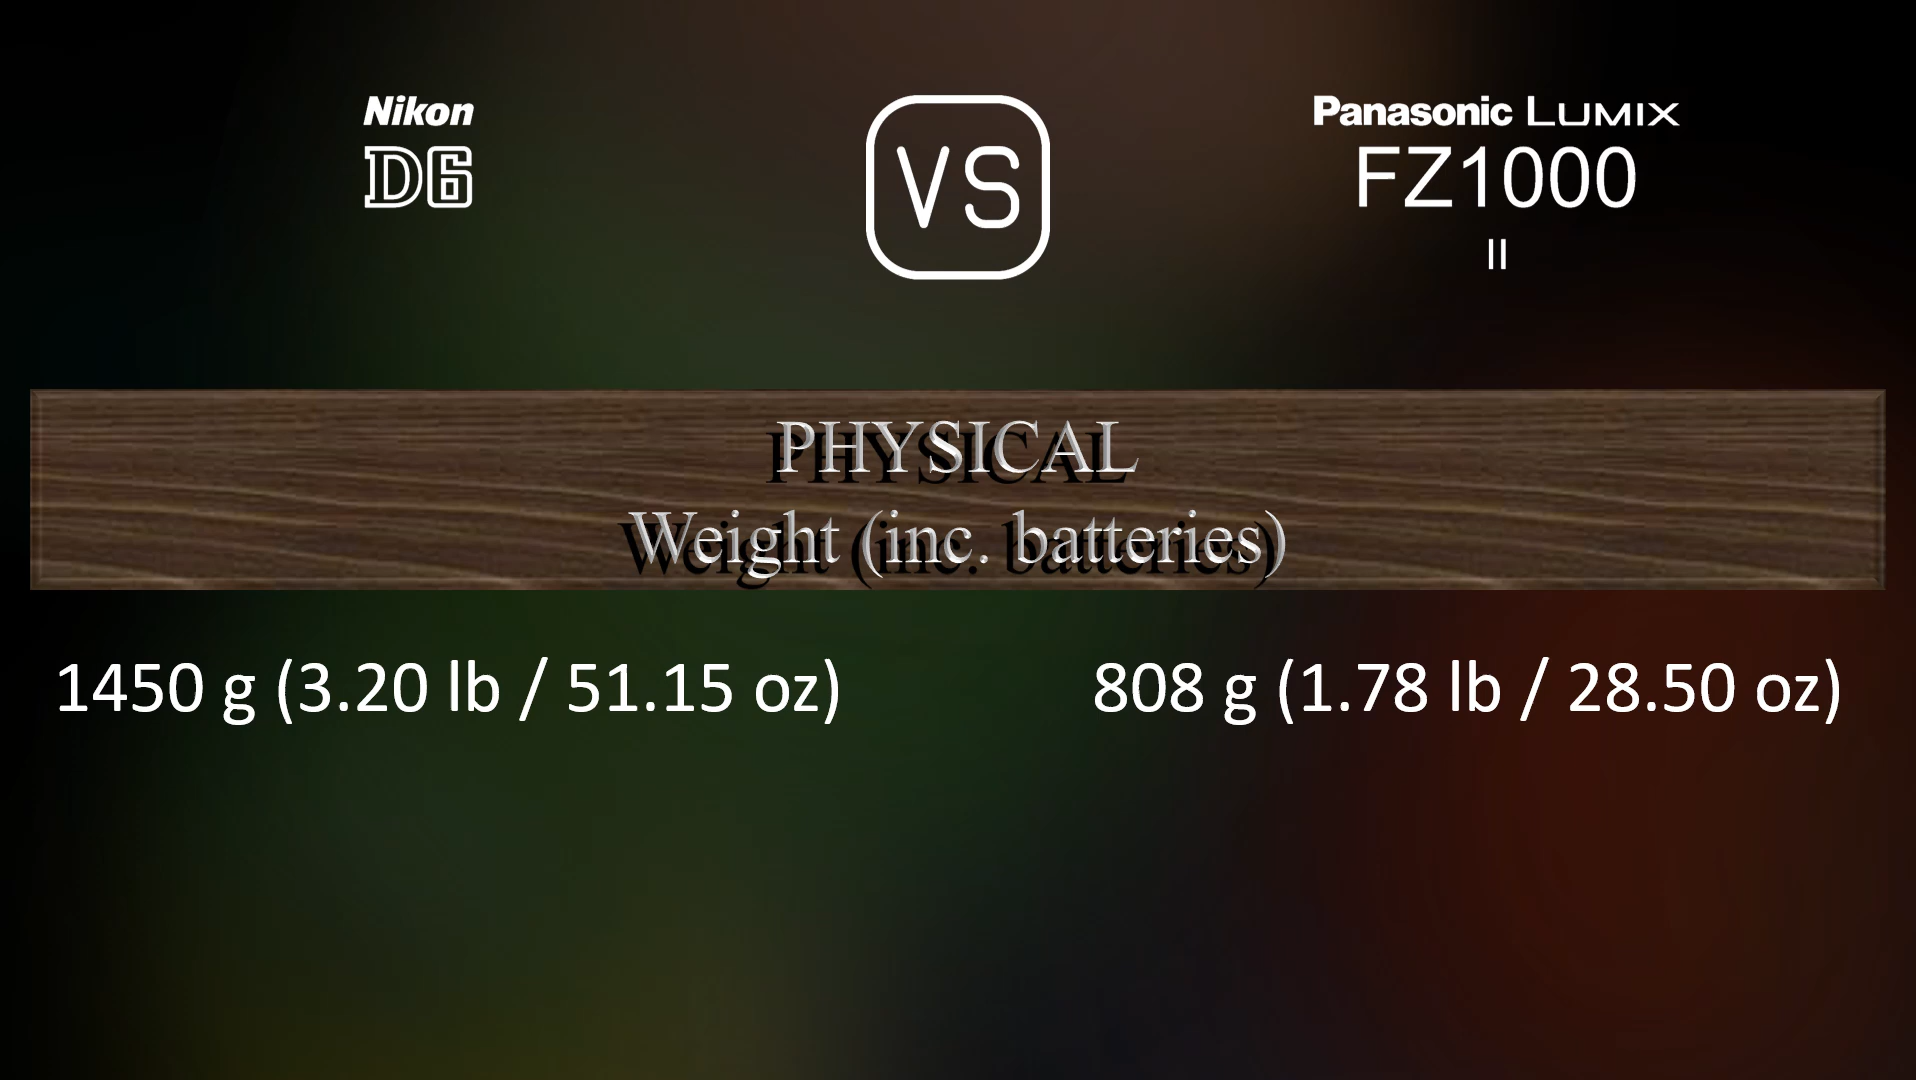 Nikon
D6
VS
Panasonic LUMIX
FZ1000
II
PHYSICAL
Weight (inc. batteries)
1450 g (3.20 lb / 51.15 oz)
808 g (1.78 lb / 28.50 oz)